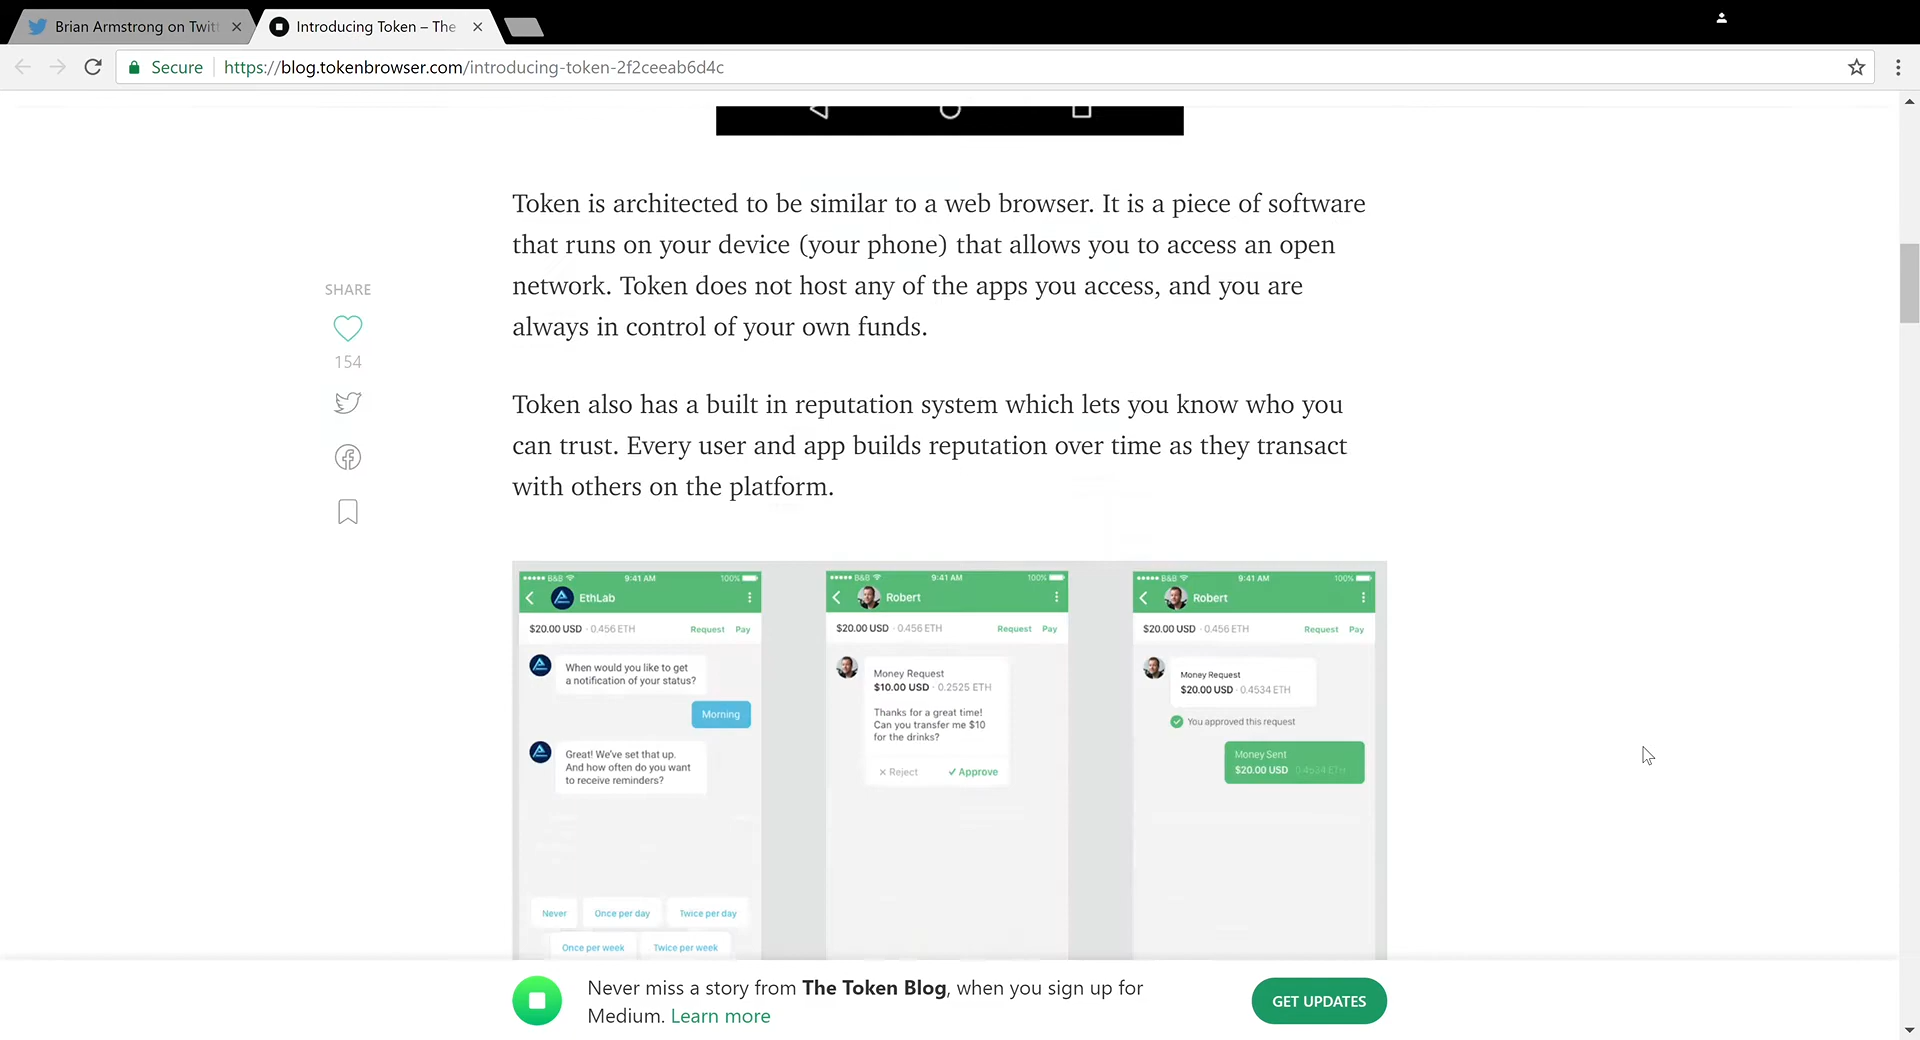 Brian Armstrong on Twit
Introducing Token – The
Secure
https://blog.tokenbrowser.com/introducing-token-2f2ceeab6d4c
Token is architected to be similar to a web browser. It is a piece of software
that runs on your device (your phone) that allows you to access an open
network. Token does not host any of the apps you access, and you are
always in control of your own funds.
SHARE
154
Token also has a built in reputation system which lets you know who you
can trust. Every user and app builds reputation over time as they transact
with others on the platform.
B&B 9:41 AM 100%
EthLab
$20.00 USD · 0.456 ETH Request Pay
When would you like to get
a notification of your status?
Morning
Great! We've set that up.
And how often do you want
to receive reminders?
Never Once per day Twice per day
Once per week Twice per week
B&B 9:41 AM 100%
Robert
$20.00 USD · 0.456 ETH Request Pay
Money Request
$10.00 USD · 0.2525 ETH
Thanks for a great time!
Can you transfer me $10
for the drinks?
Reject Approve
B&B 9:41 AM 100%
Robert
$20.00 USD · 0.456 ETH Request Pay
Money Request
$20.00 USD · 0.4534 ETH
You approved this request
Money Sent
$20.00 USD 0.4534 ETH
Never miss a story from The Token Blog, when you sign up for
Medium. Learn more
GET UPDATES